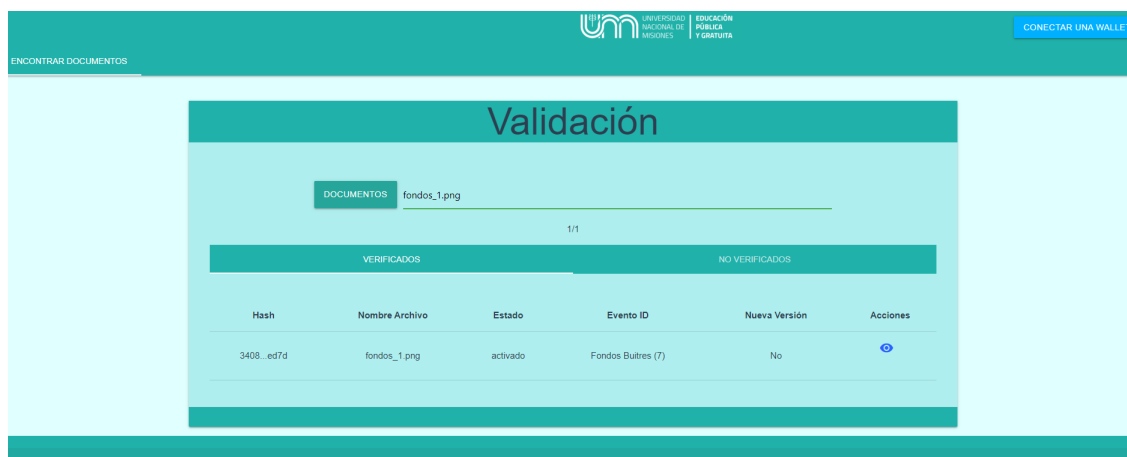 UNIVERSIDAD
NACIONAL DE
MISIONES
EDUCACIÓN
PÚBLICA
Y GRATUITA
CONECTAR UNA WALLET
ENCONTRAR DOCUMENTOS
Validación
DOCUMENTOS fondos_1.png
1/1
VERIFICADOS NO VERIFICADOS
Hash Nombre Archivo Estado Evento ID Nueva Versión Acciones
3408...ed7d fondos_1.png activado Fondos Buitres (7) No